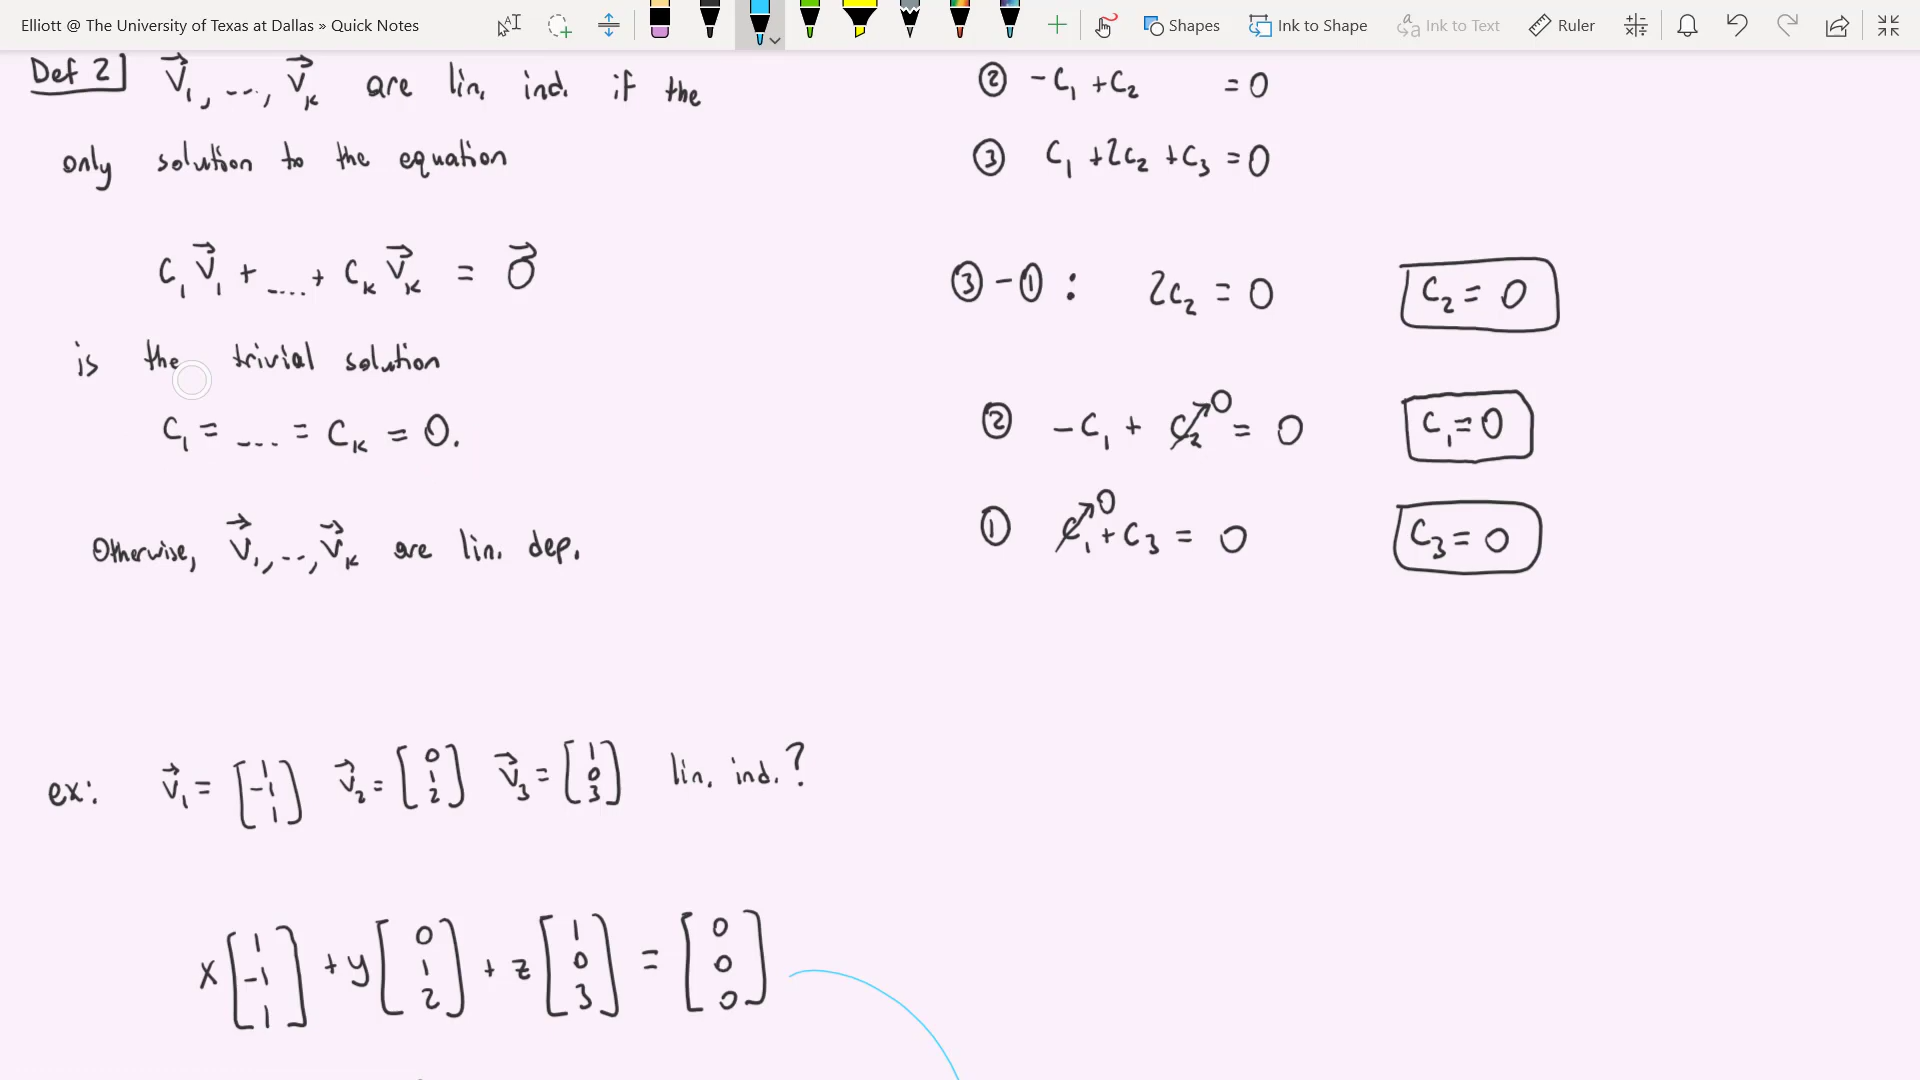 Elliott @ The University of Texas at Dallas » Quick Notes
Shapes Ink to Shape Ink to Text Ruler
Def 2 v⃗₁, ..., v⃗ₖ are lin. ind. if the
only solution to the equation
c₁v⃗₁ + .... + cₖv⃗ₖ = 0⃗
is the trivial solution
c₁ = .... = cₖ = 0.
Otherwise, v⃗₁, ..., v⃗ₖ are lin. dep.
ex: v⃗₁ = [1 -1 1] v⃗₂ = [0 1 2] v⃗₃ = [1 0 3] lin. ind.?
x[1 -1 1] + y[0 1 2] + z[1 0 3] = [0 0 0]
② -c₁ + c₂ = 0
③ c₁ + 2c₂ + c₃ = 0
③ - ① : 2c₂ = 0 c₂ = 0
② -c₁ + c₂ 0 = 0 c₁ = 0
① c₁ 0 + c₃ = 0 c₃ = 0